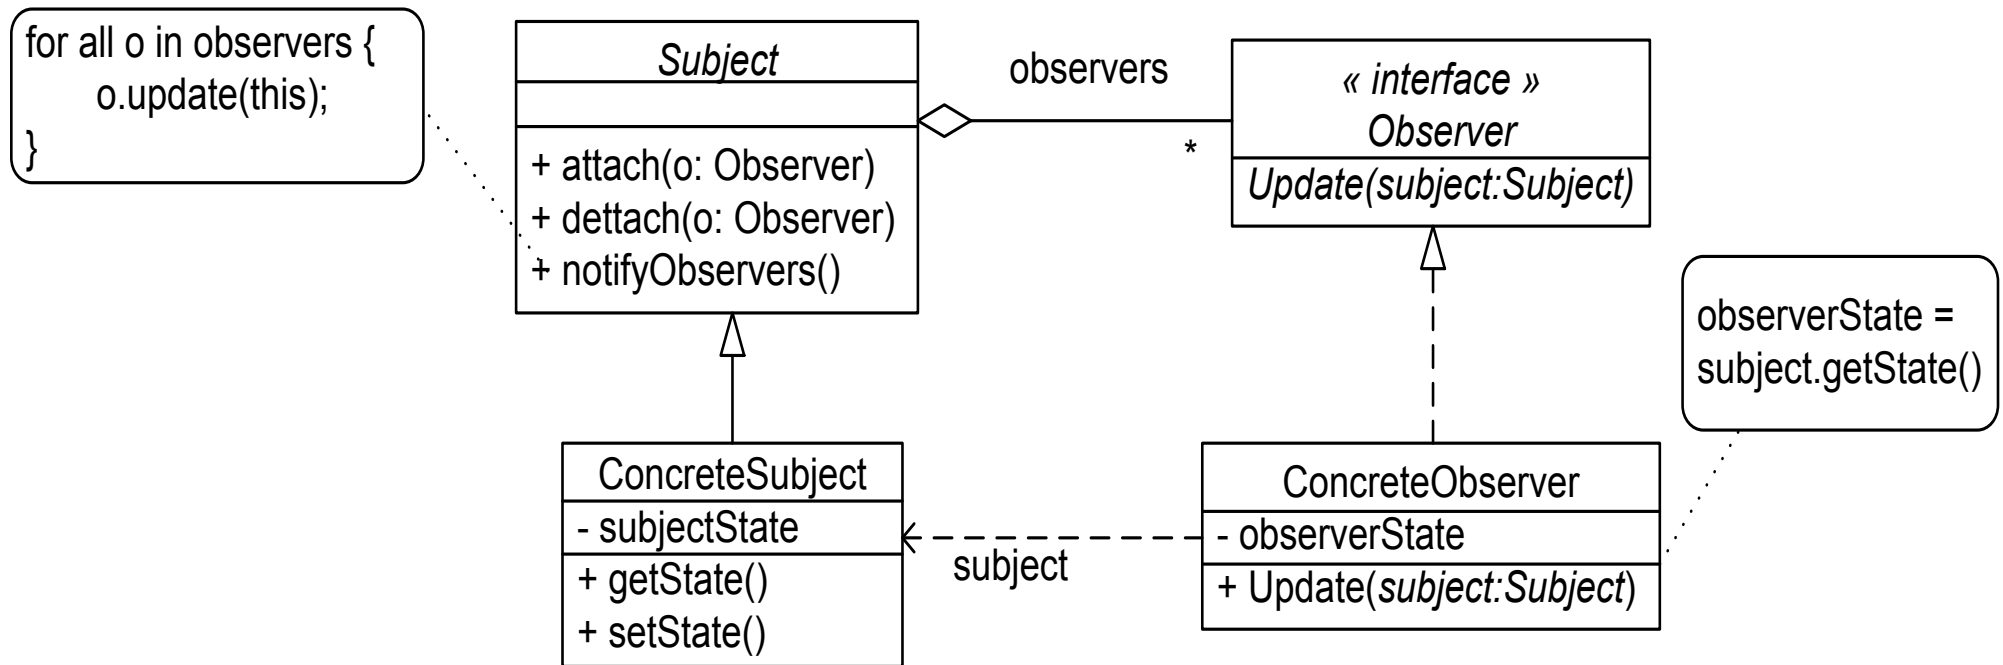 for all o in observers {
o.update(this);
}
Subject
+ attach(o: Observer)
+ dettach(o: Observer)
+ notifyObservers()
observers
*
« interface »
Observer
Update(subject:Subject)
observerState =
subject.getState()
ConcreteSubject
- subjectState
+ getState()
+ setState()
subject
ConcreteObserver
- observerState
+ Update(subject:Subject)